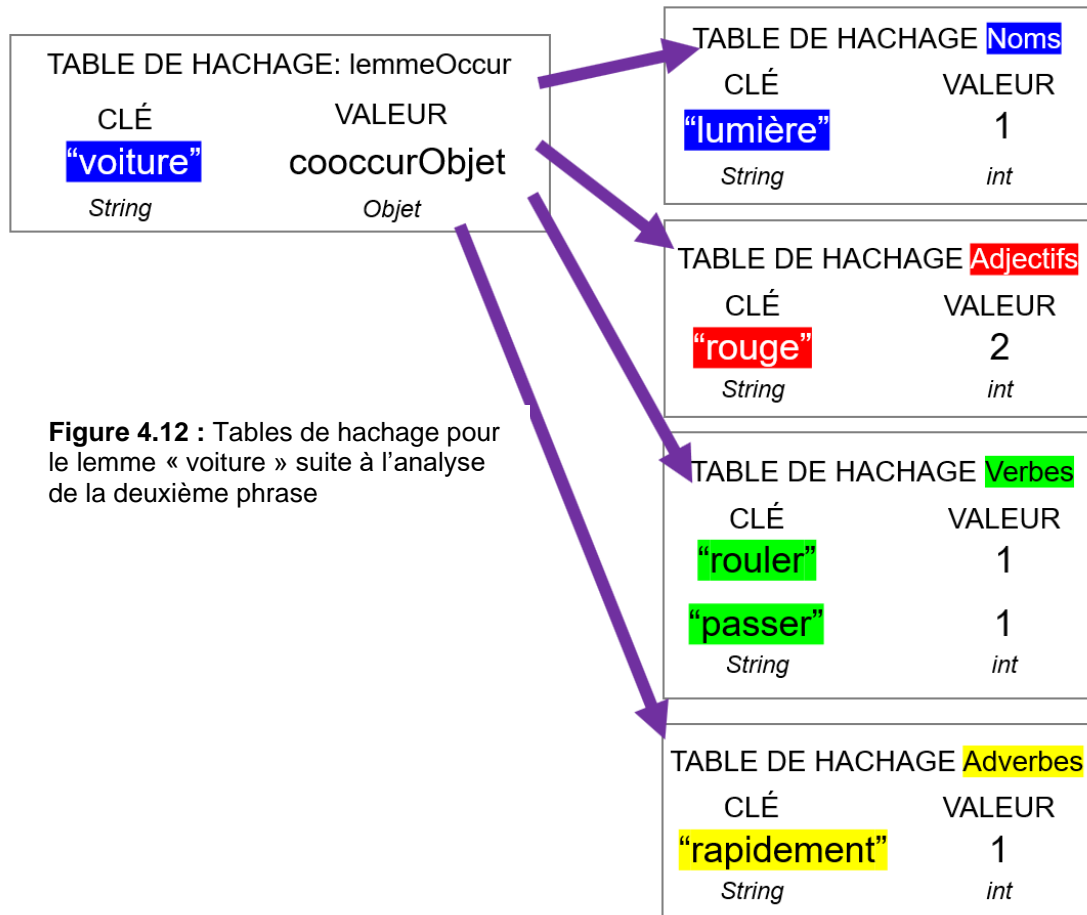 TABLE DE HACHAGE: lemmeOccur
CLÉ VALEUR
“voiture” cooccurObjet
String Objet
TABLE DE HACHAGE Noms
CLÉ VALEUR
“lumière” 1
String int
TABLE DE HACHAGE Adjectifs
CLÉ VALEUR
“rouge” 2
String int
Figure 4.12 : Tables de hachage pour
le lemme « voiture » suite à l’analyse
de la deuxième phrase
TABLE DE HACHAGE Verbes
CLÉ VALEUR
“rouler” 1
“passer” 1
String int
TABLE DE HACHAGE Adverbes
CLÉ VALEUR
“rapidement” 1
String int